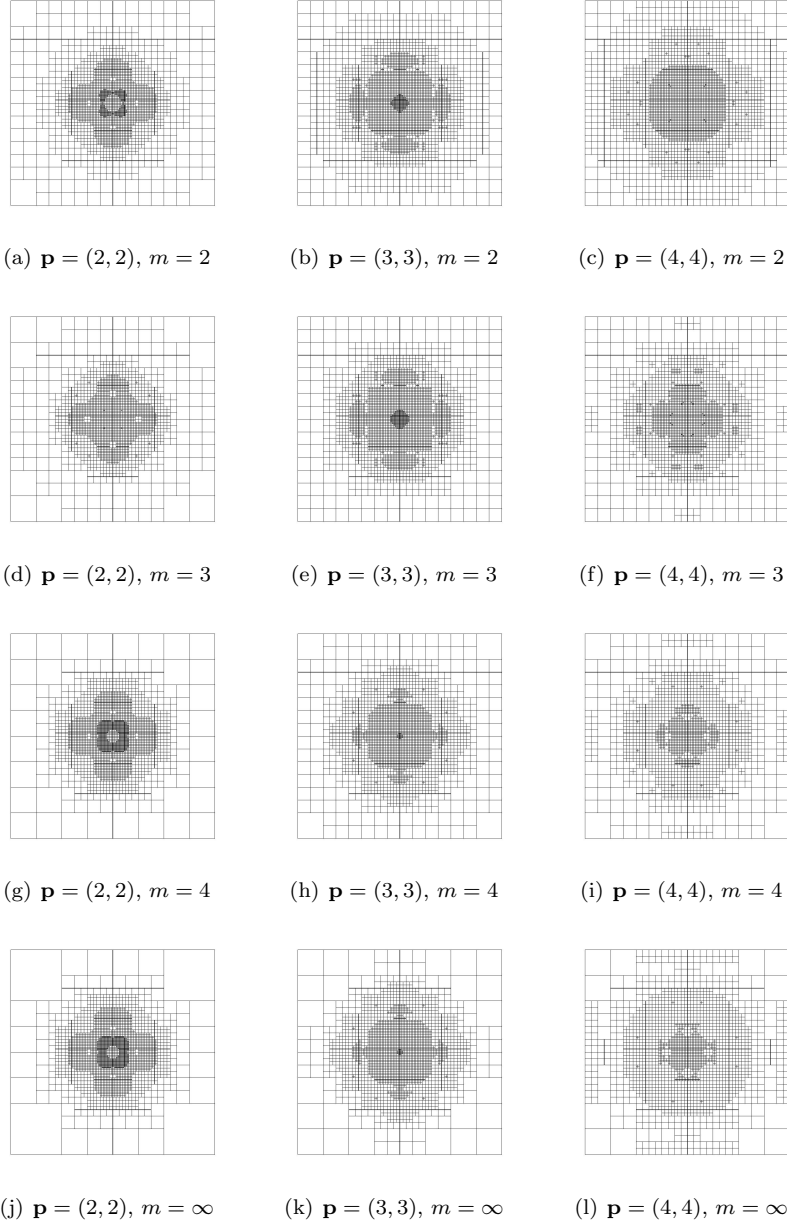 (a) p = (2, 2), m = 2
(b) p = (3, 3), m = 2
(c) p = (4, 4), m = 2
(d) p = (2, 2), m = 3
(e) p = (3, 3), m = 3
(f) p = (4, 4), m = 3
(g) p = (2, 2), m = 4
(h) p = (3, 3), m = 4
(i) p = (4, 4), m = 4
(j) p = (2, 2), m = ∞
(k) p = (3, 3), m = ∞
(l) p = (4, 4), m = ∞